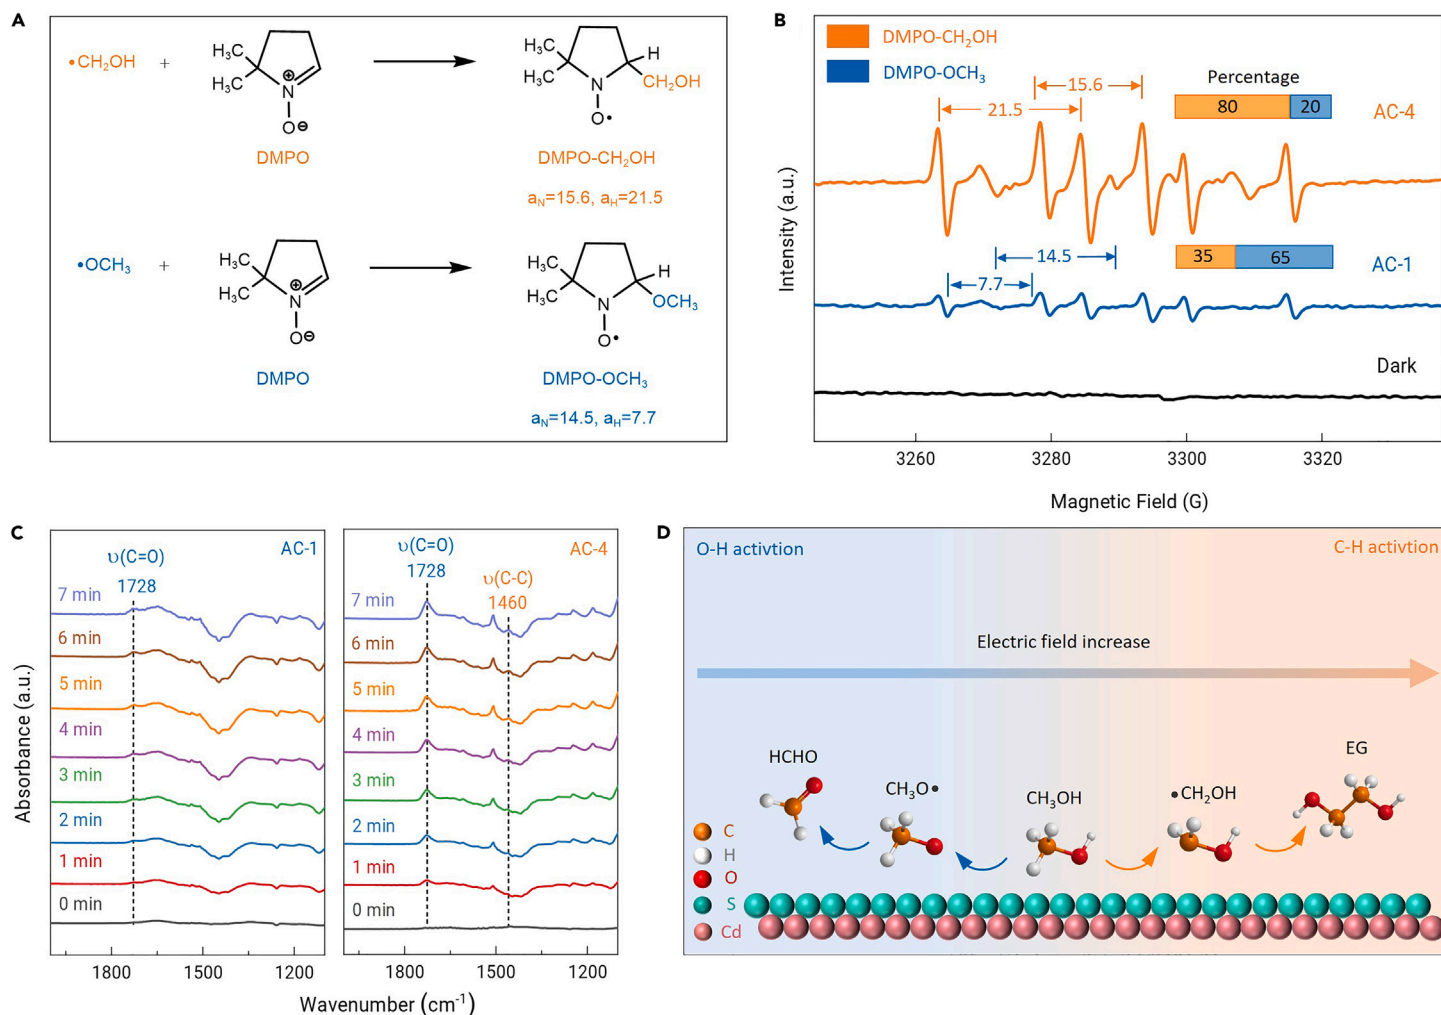 A
•CH₂OH + H₃C H₃C N⊕ O⊖ H₃C H₃C N O• H CH₂OH
DMPO DMPO-CH₂OH
aN=15.6, aH=21.5
•OCH₃ + H₃C H₃C N⊕ O⊖ H₃C H₃C N O• H OCH₃
DMPO DMPO-OCH₃
aN=14.5, aH=7.7
B
DMPO-CH₂OH
DMPO-OCH₃
Percentage
15.6
21.5
80 20 AC-4
14.5
7.7
35 65 AC-1
Dark
Intensity (a.u.)
3260 3280 3300 3320
Magnetic Field (G)
C
υ(C=O) AC-1
1728
7 min
6 min
5 min
4 min
3 min
2 min
1 min
0 min
1800 1500 1200
υ(C=O) AC-4
1728
υ(C-C)
1460
7 min
6 min
5 min
4 min
3 min
2 min
1 min
0 min
1800 1500 1200
Absorbance (a.u.)
Wavenumber (cm⁻¹)
D
O-H activtion C-H activtion
Electric field increase
HCHO CH₃O• CH₃OH •CH₂OH EG
C
H
O
S
Cd